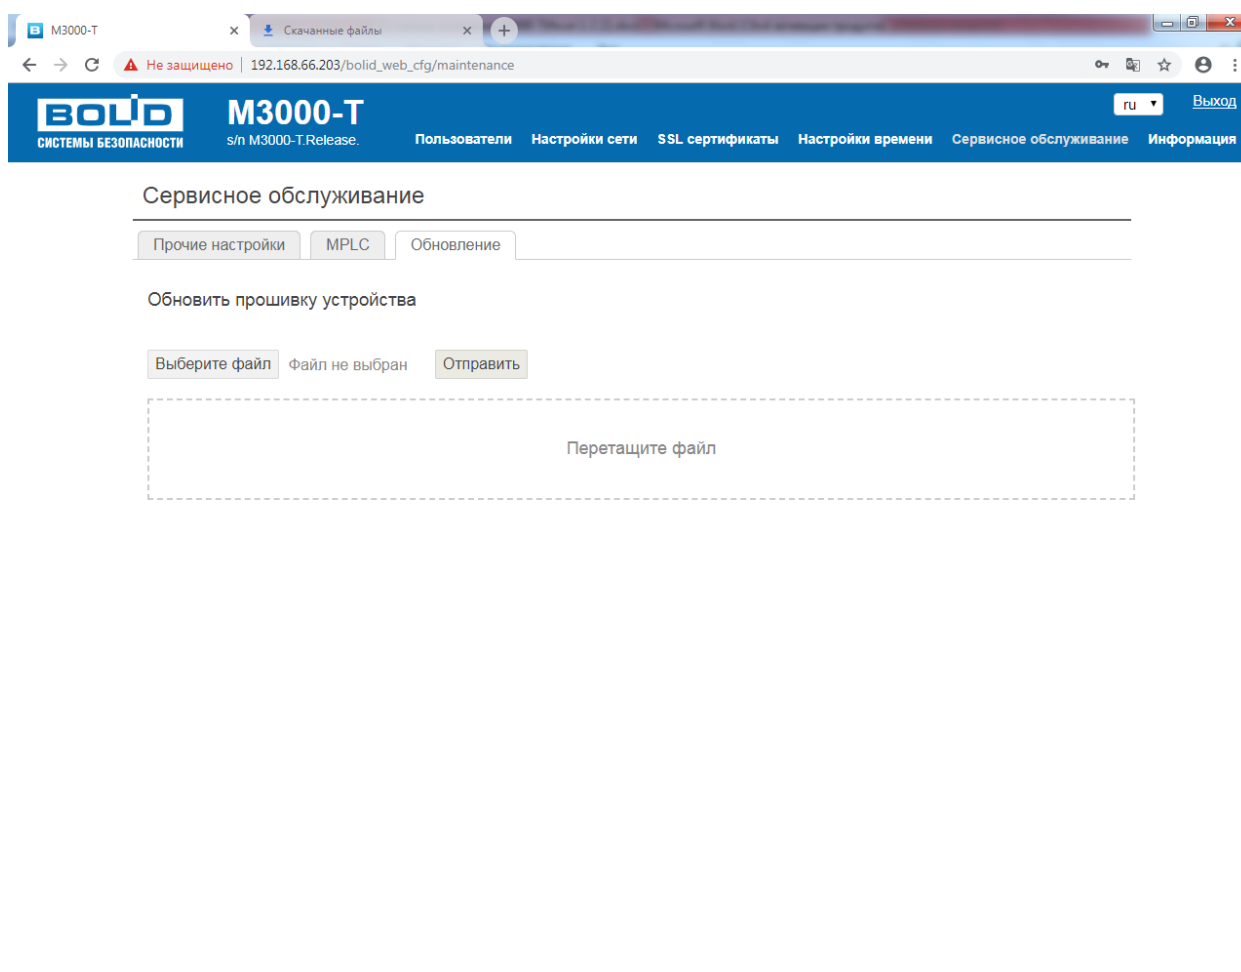 M3000-T
Скачанные файлы
Не защищено 192.168.66.203/bolid_web_cfg/maintenance
BOLID
СИСТЕМЫ БЕЗОПАСНОСТИ
М3000-Т
s/n M3000-T.Release.
ru
Выход
Пользователи Настройки сети SSL сертификаты Настройки времени Сервисное обслуживание Информация
Сервисное обслуживание
Прочие настройки MPLC Обновление
Обновить прошивку устройства
Выберите файл Файл не выбран Отправить
Перетащите файл